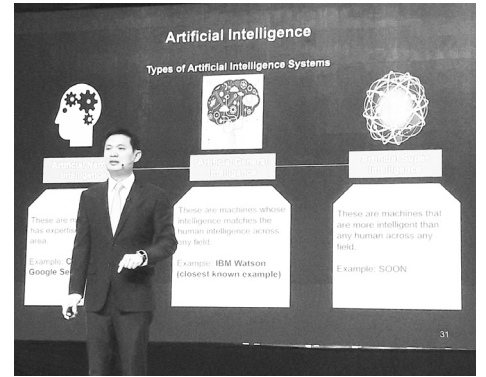 Artificial Intelligence
Types of Artificial Intelligence Systems
These are
has expertise
area.
Example:
Google
These are machines whose
intelligence matches the
human intelligence across
any field.
Example: IBM Watson
(closest known example)
These are machines that
are more intelligent than
any human across any
field.
Example: SOON
31